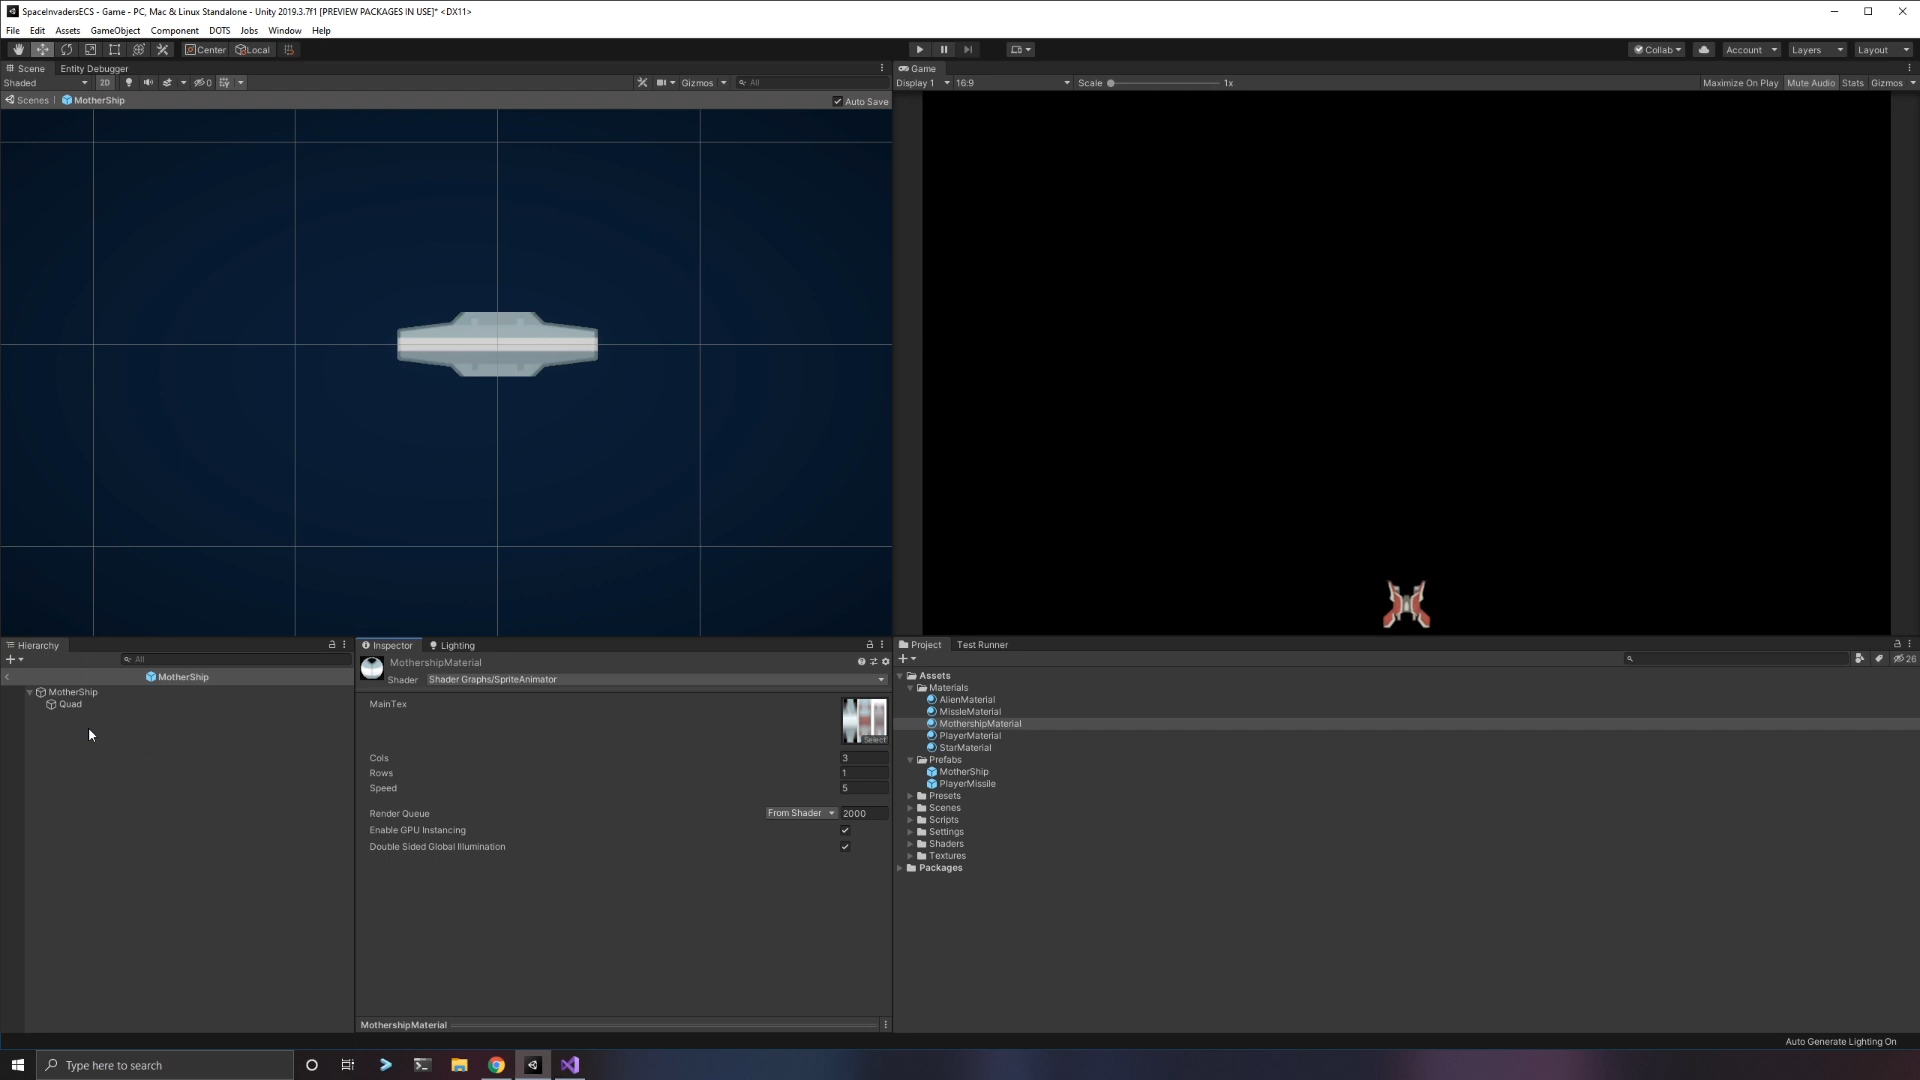 SpaceInvadersECS - Game - PC, Mac & Linux Standalone - Unity 2019.3.7f1 [PREVIEW PACKAGES IN USE]* <DX11>
File Edit Assets GameObject Component DOTS Jobs Window Help
Center Local Collab Account Layers Layout
Scene Entity Debugger
Shaded 2D 0 Gizmos All
Scenes MotherShip Auto Save
Game
Display 1 16:9 Scale 1x Maximize On Play Mute Audio Stats Gizmos
Hierarchy
All
MotherShip
MotherShip
Quad
Inspector Lighting
MothershipMaterial
Shader Shader Graphs/SpriteAnimator
MainTex
Select
Cols 3
Rows 1
Speed 5
Render Queue From Shader 2000
Enable GPU Instancing
Double Sided Global Illumination
MothershipMaterial
Project Test Runner
26
Assets
Materials
AlienMaterial
MissleMaterial
MothershipMaterial
PlayerMaterial
StarMaterial
Prefabs
MotherShip
PlayerMissile
Presets
Scenes
Scripts
Settings
Shaders
Textures
Packages
Auto Generate Lighting On
Type here to search